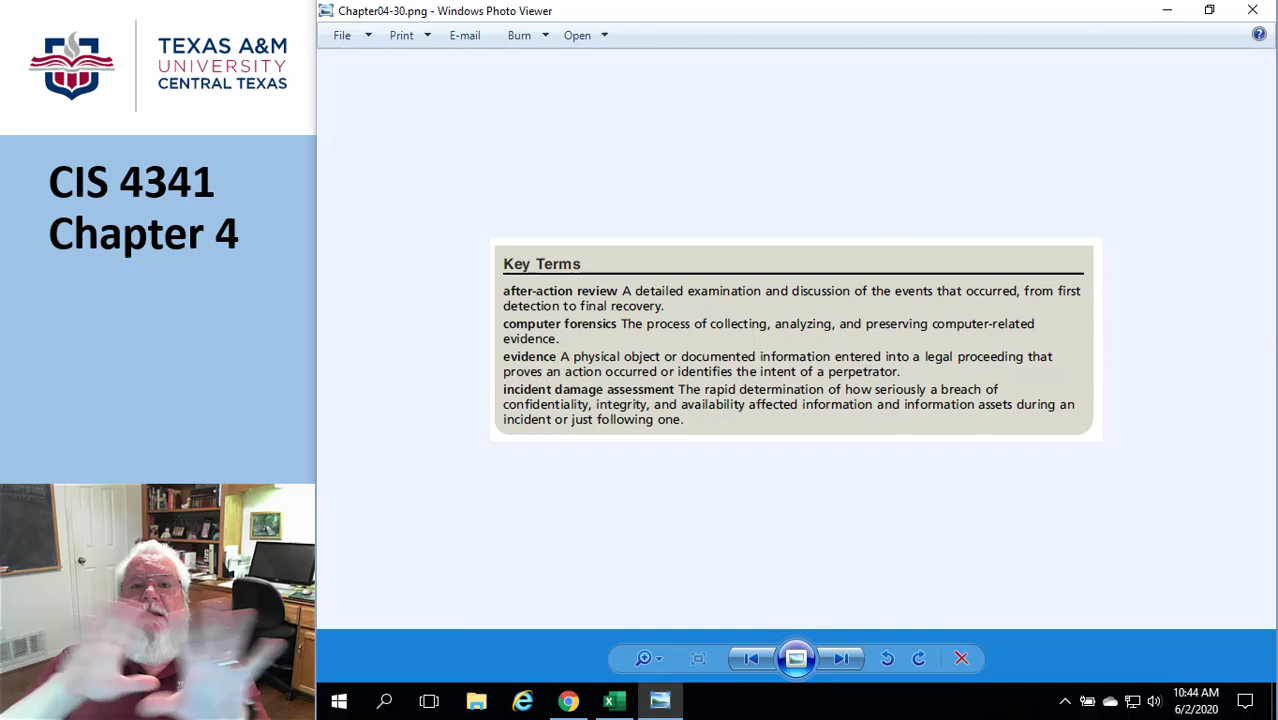 TEXAS A&M
UNIVERSITY
CENTRAL TEXAS
CIS 4341
Chapter 4
Chapter04-30.png - Windows Photo Viewer
File Print E-mail Burn Open
Key Terms
after-action review A detailed examination and discussion of the events that occurred, from first
detection to final recovery.
computer forensics The process of collecting, analyzing, and preserving computer-related
evidence.
evidence A physical object or documented information entered into a legal proceeding that
proves an action occurred or identifies the intent of a perpetrator.
incident damage assessment The rapid determination of how seriously a breach of
confidentiality, integrity, and availability affected information and information assets during an
incident or just following one.
10:44 AM
6/2/2020